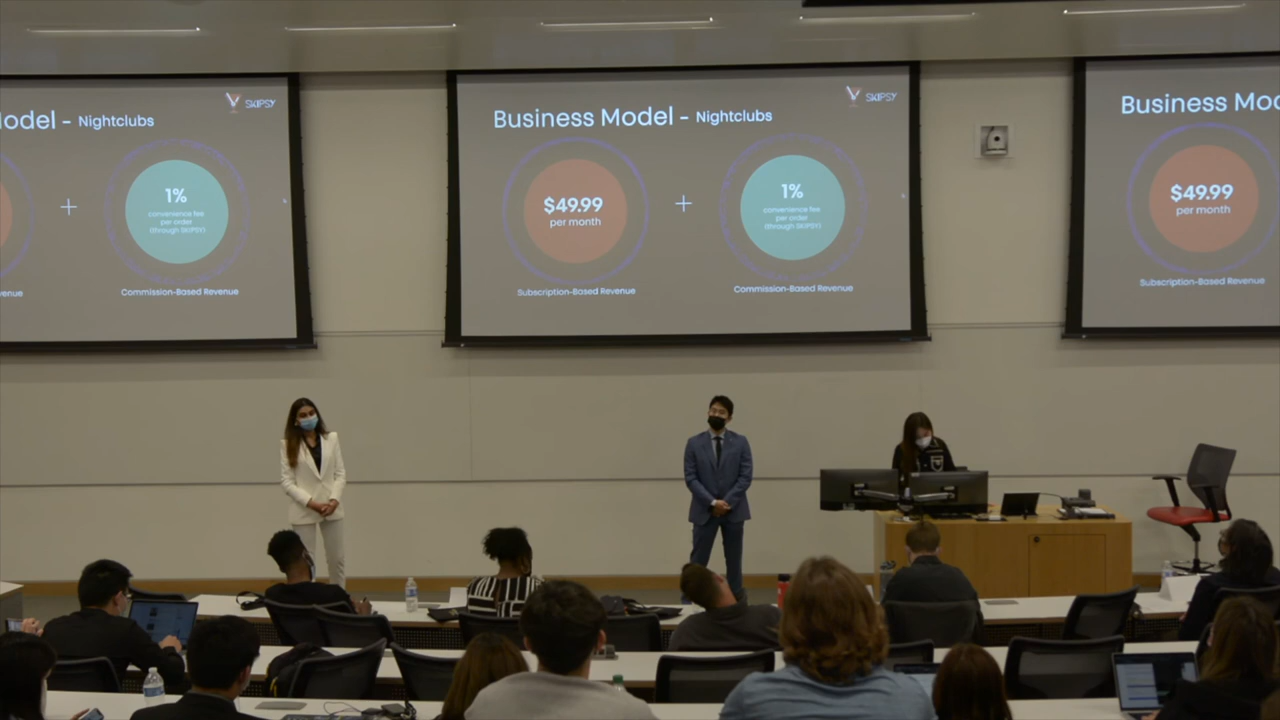 odel - Nightclubs
SKIPSY
+
1%
convenience fee
per order
(through SKIPSY)
Commission-Based Revenue
Business Model - Nightclubs
SKIPSY
$49.99
per month
+
1%
convenience fee
per order
(through SKIPSY)
Subscription-Based Revenue
Commission-Based Revenue
Business Mod
$49.99
per month
Subscription-Based Revenue